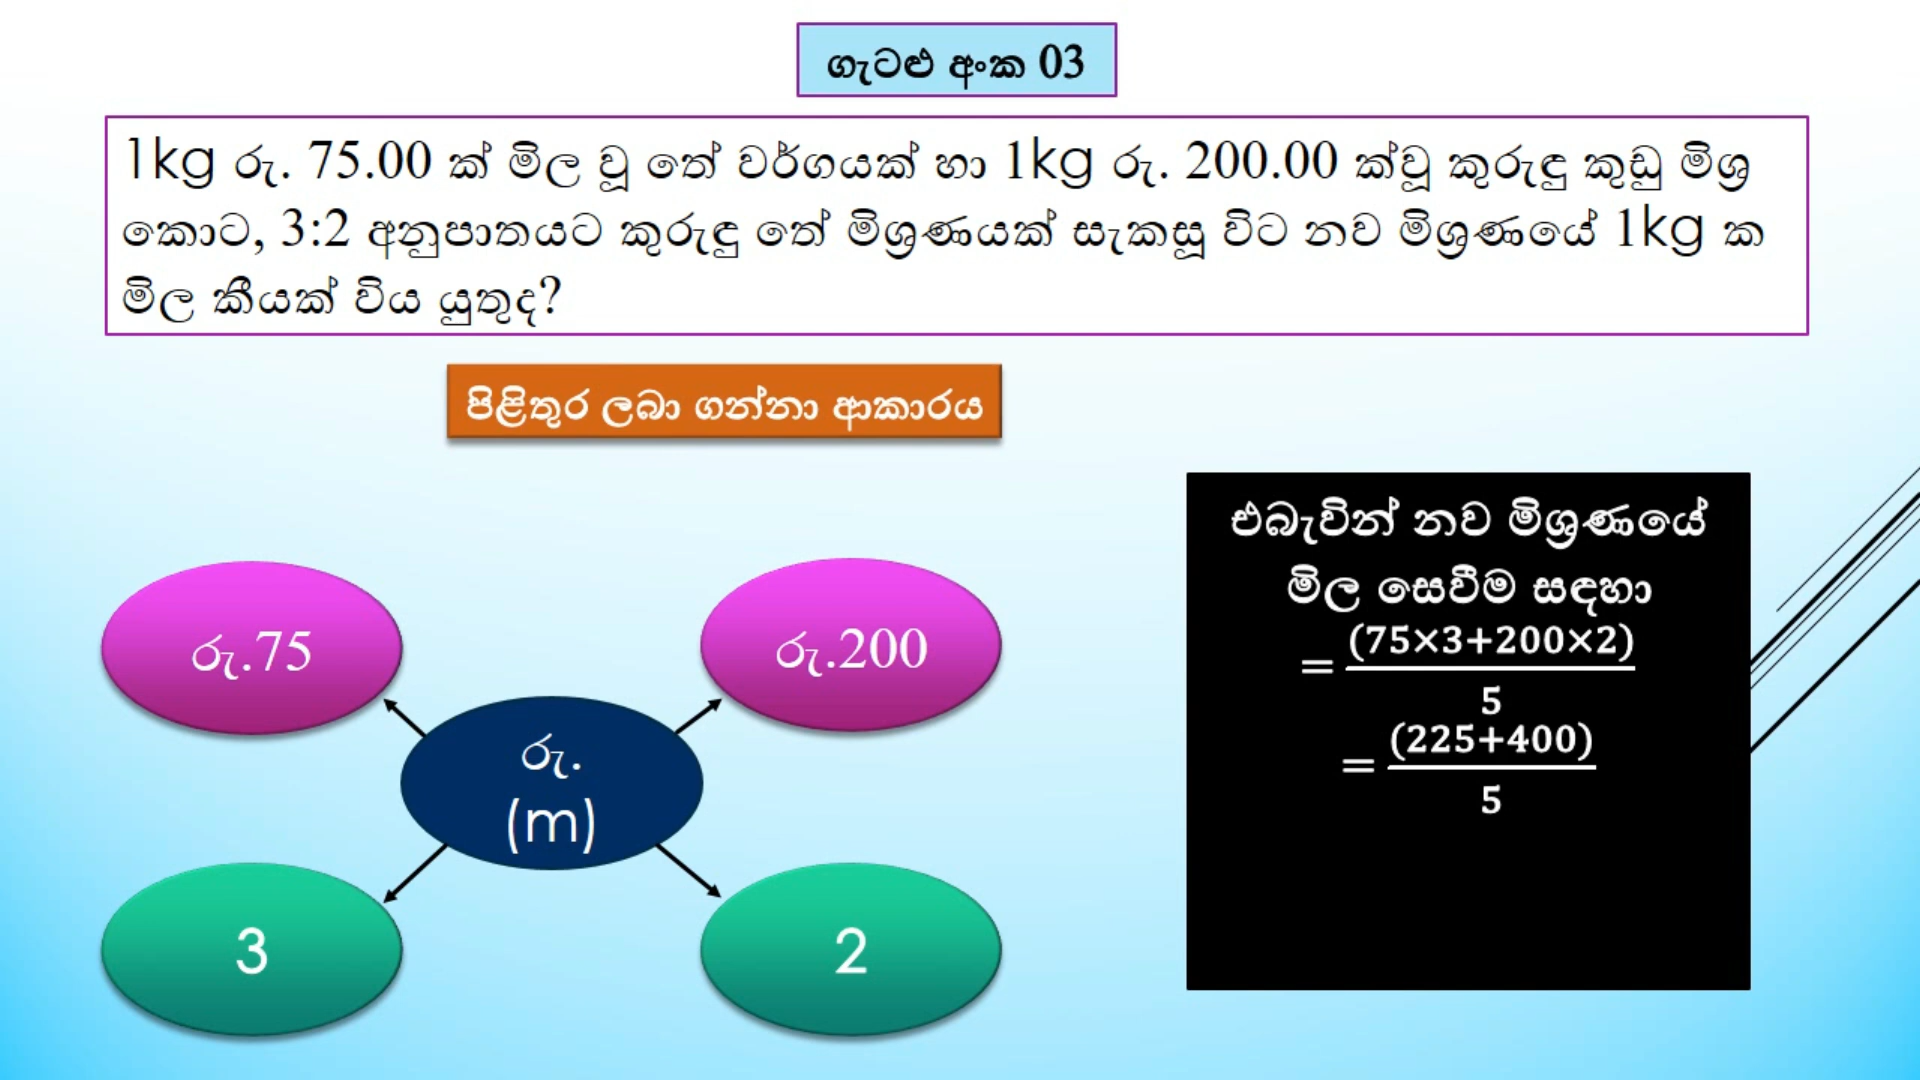 ගැටළු අංක 03
1kg රු. 75.00 ක් මිල වූ තේ වර්ගයක් හා 1kg රු. 200.00 ක්වූ කුරුඳු කුඩු මිශ්‍ර
කොට, 3:2 අනුපාතයට කුරුඳු තේ මිශ්‍රණයක් සැකසූ විට නව මිශ්‍රණයේ 1kg ක
මිල කීයක් විය යුතුද?
පිළිතුර ලබා ගන්නා ආකාරය
රු.75
රු.200
රු.
(m)
3
2
එබැවින් නව මිශ්‍රණයේ
මිල සෙවීම සඳහා
= (75×3+200×2)
5
= (225+400)
5